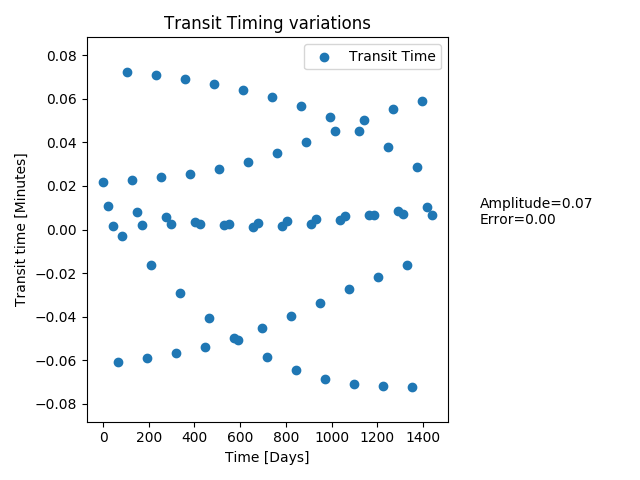 Transit Timing variations
Transit Time
0.08
0.06
0.04
0.02
0.00
−0.02
−0.04
−0.06
−0.08
Transit time [Minutes]
0 200 400 600 800 1000 1200 1400
Time [Days]
Amplitude=0.07
Error=0.00